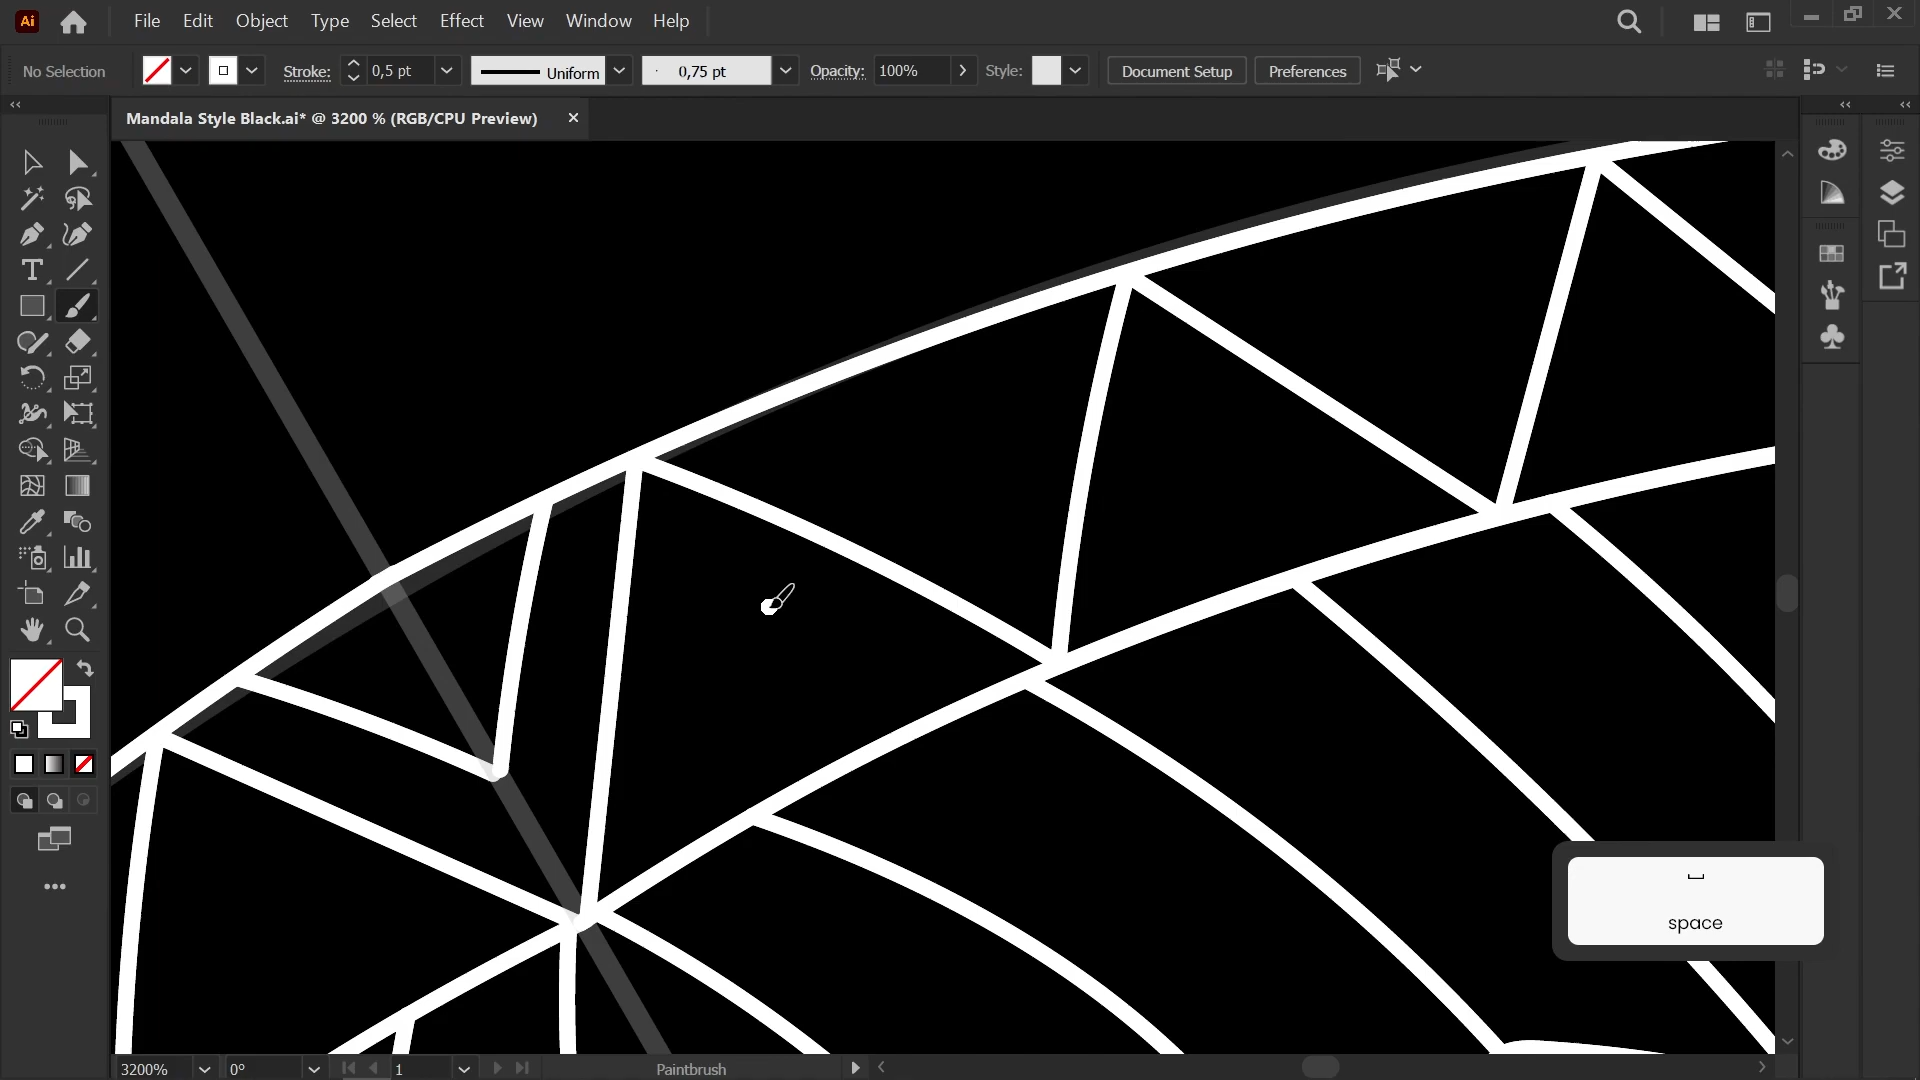 Ai File Edit Object Type Select Effect View Window Help
No Selection Stroke: 0,5 pt Uniform 0,75 pt Opacity: 100% Style: Document Setup Preferences
Mandala Style Black.ai* @ 3200 % (RGB/CPU Preview)
space
3200% 0° 1 Paintbrush